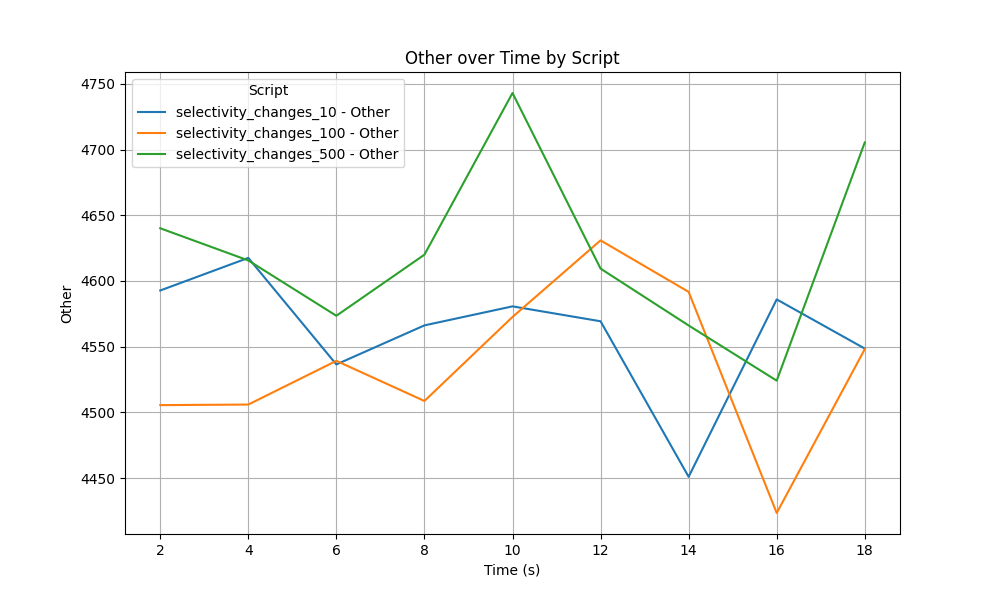 Other over Time by Script
Script
selectivity_changes_10 - Other
selectivity_changes_100 - Other
selectivity_changes_500 - Other
Other
4750
4700
4650
4600
4550
4500
4450
2 4 6 8 10 12 14 16 18
Time (s)